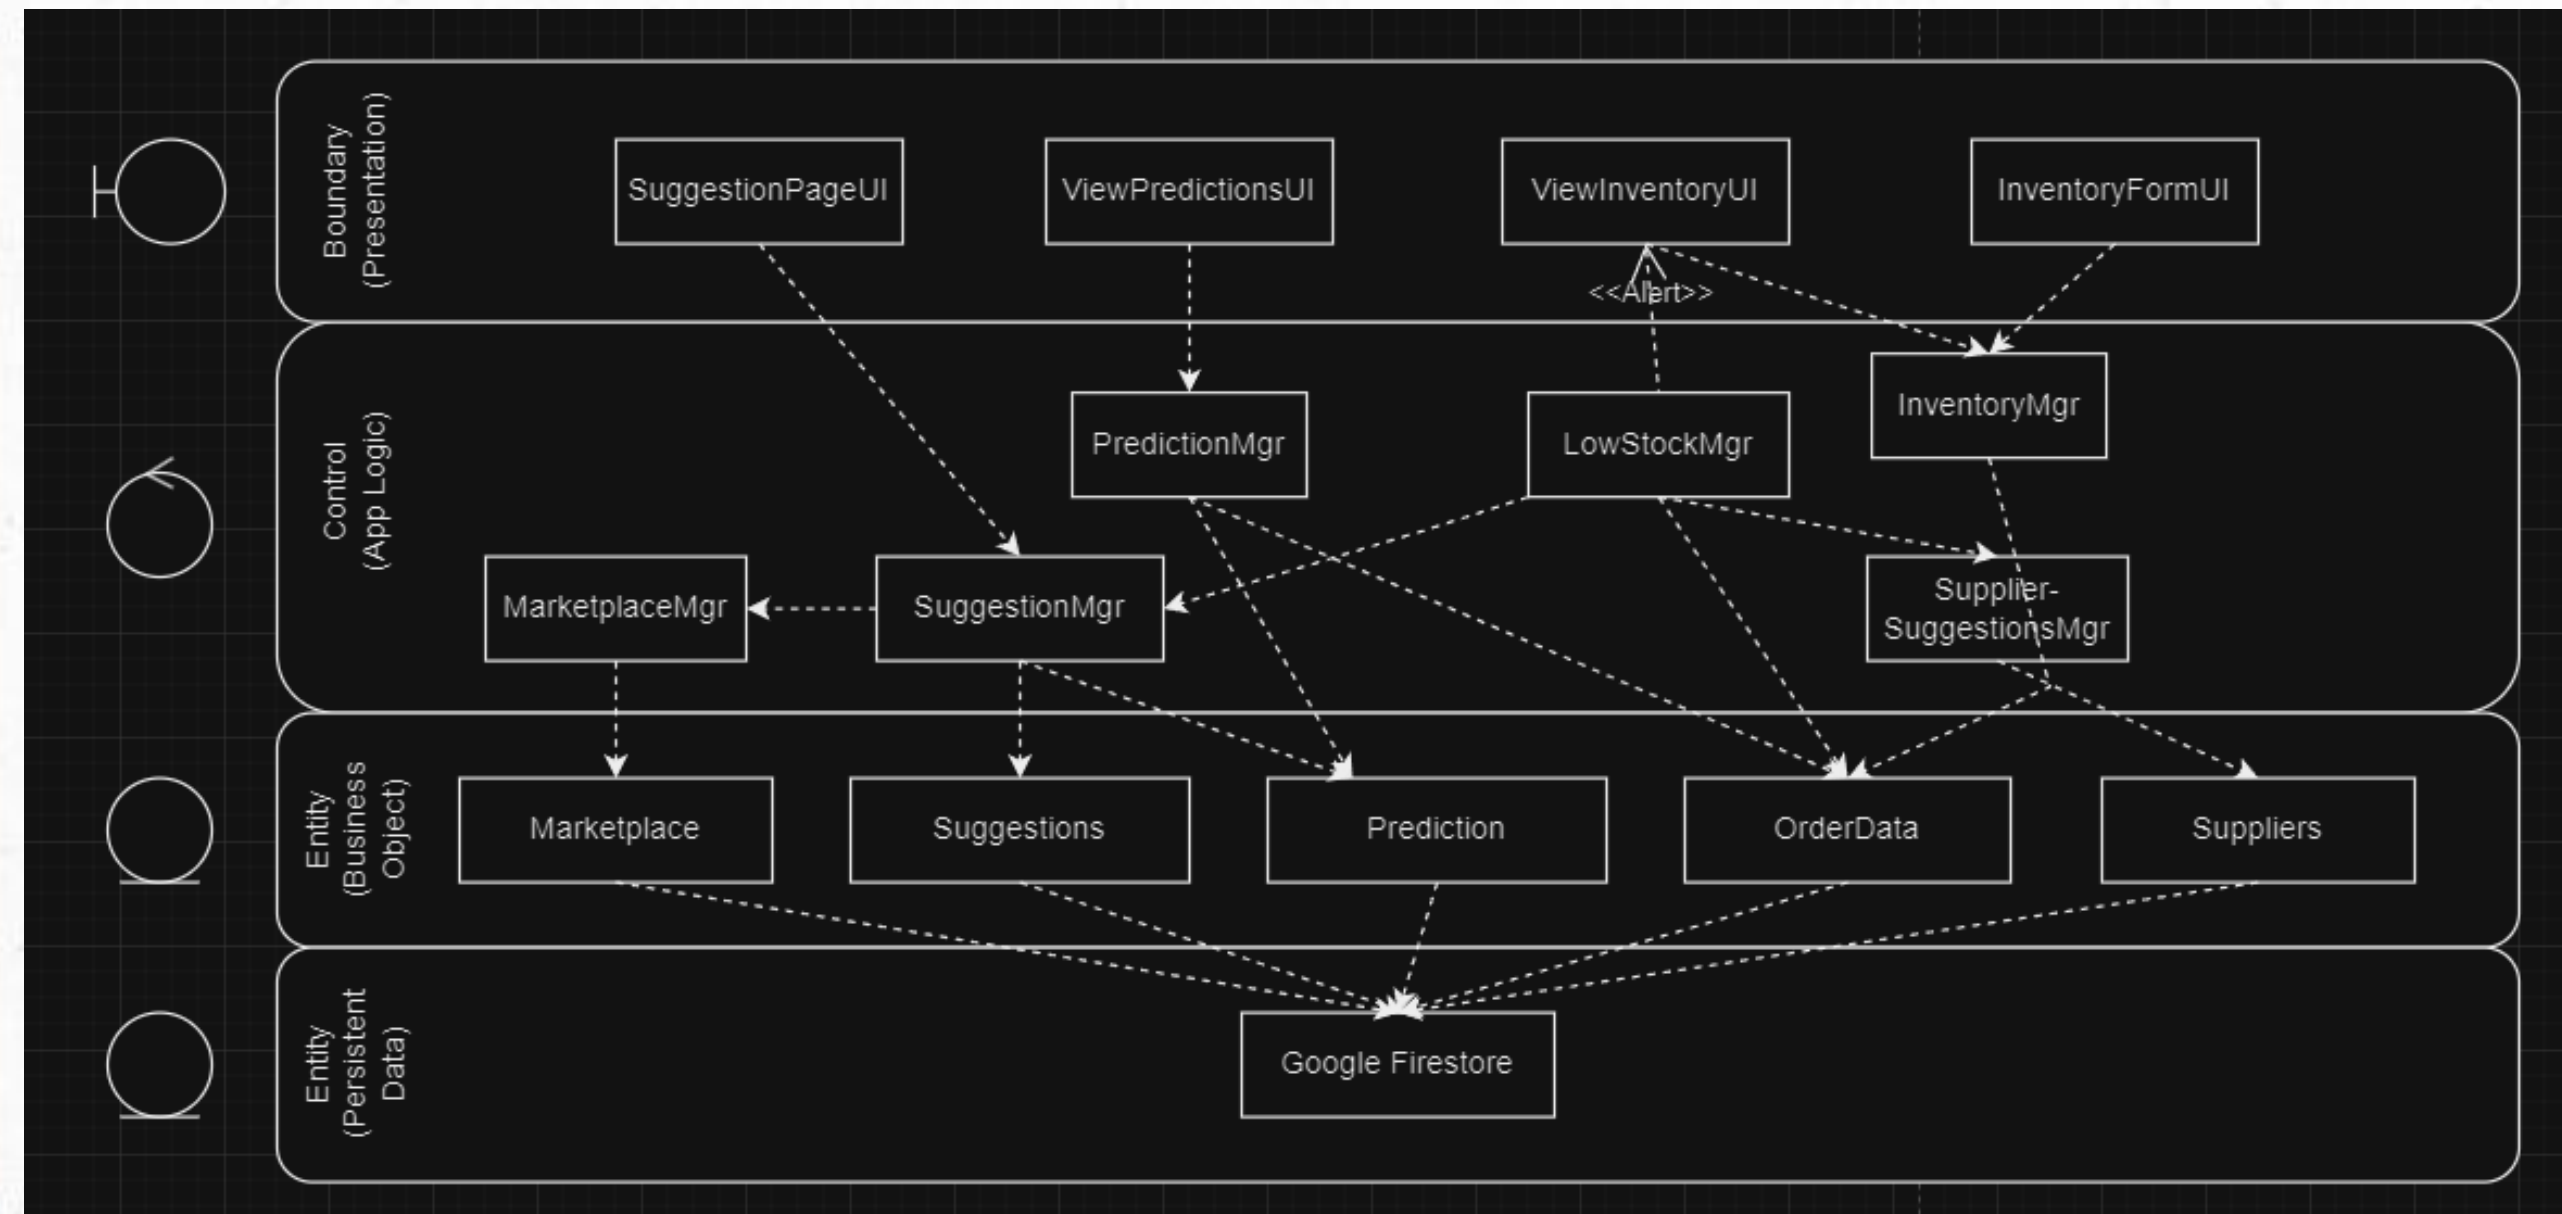 Boundary
(Presentation)
SuggestionPageUI
ViewPredictionsUI
ViewInventoryUI
InventoryFormUI
<<Alert>>
Control
(App Logic)
PredictionMgr
LowStockMgr
InventoryMgr
MarketplaceMgr
SuggestionMgr
Supplier-
SuggestionsMgr
Entity
(Business
Object)
Marketplace
Suggestions
Prediction
OrderData
Suppliers
Entity
(Persistent
Data)
Google Firestore